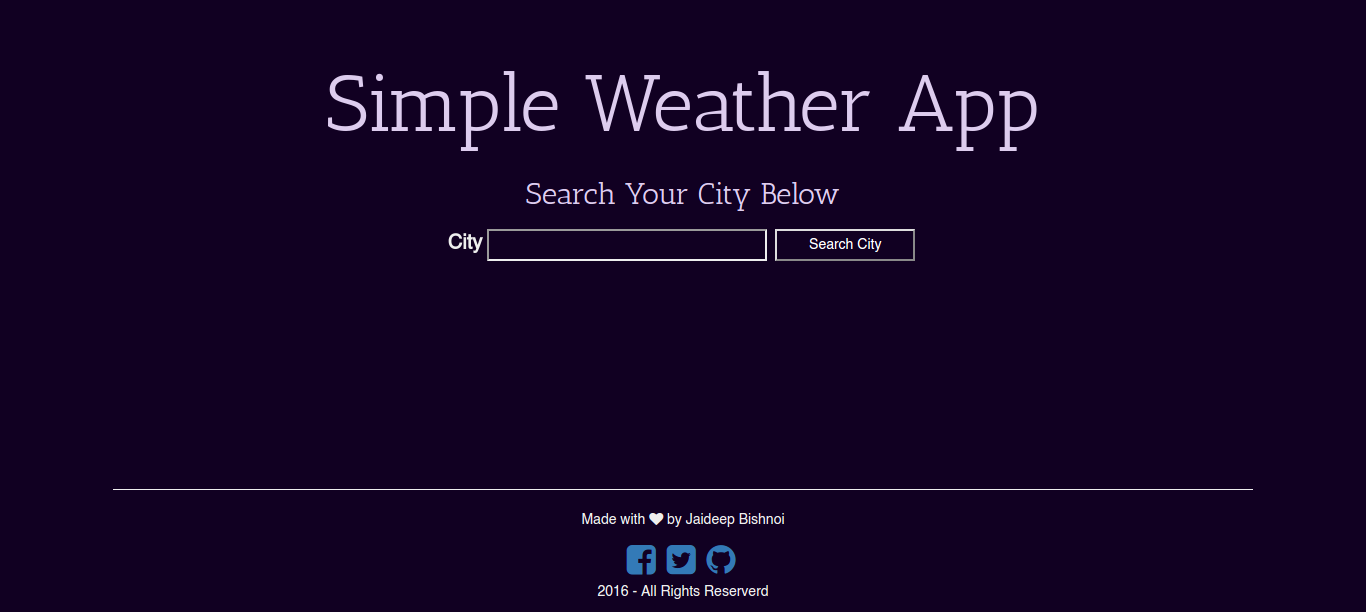 Simple Weather App
Search Your City Below
City Search City
Made with by Jaideep Bishnoi
2016 - All Rights Reserverd